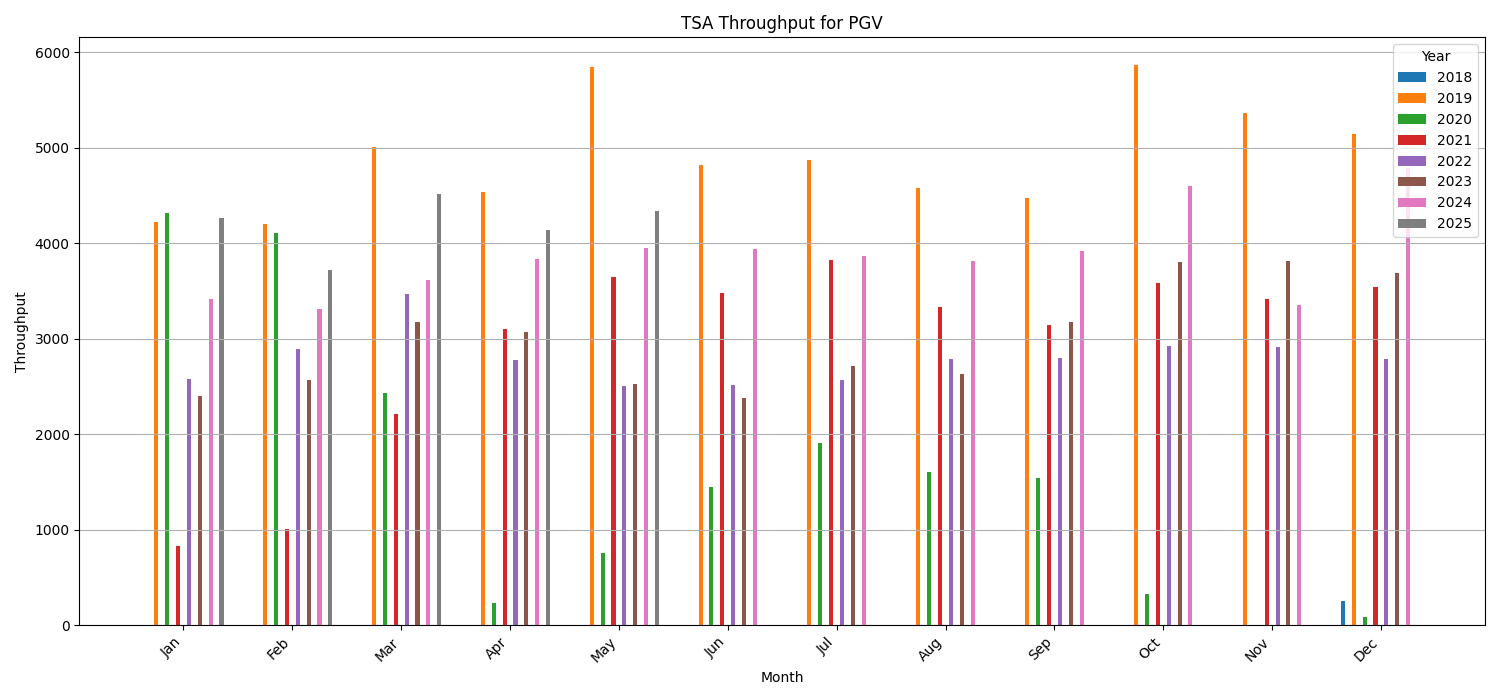 TSA Throughput for PGV
Year
2018
2019
2020
2021
2022
2023
2024
2025
Throughput
6000
5000
4000
3000
2000
1000
0
Jan
Feb
Mar
Apr
May
Jun
Jul
Aug
Sep
Oct
Nov
Dec
Month